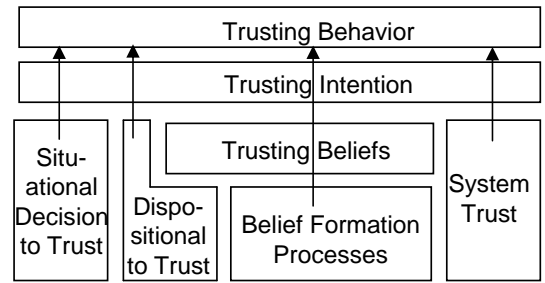 Trusting Behavior
Trusting Intention
Trusting Beliefs
Situ-
ational
Decision
to Trust
Dispo-
sitional
to Trust
Belief Formation
Processes
System
Trust